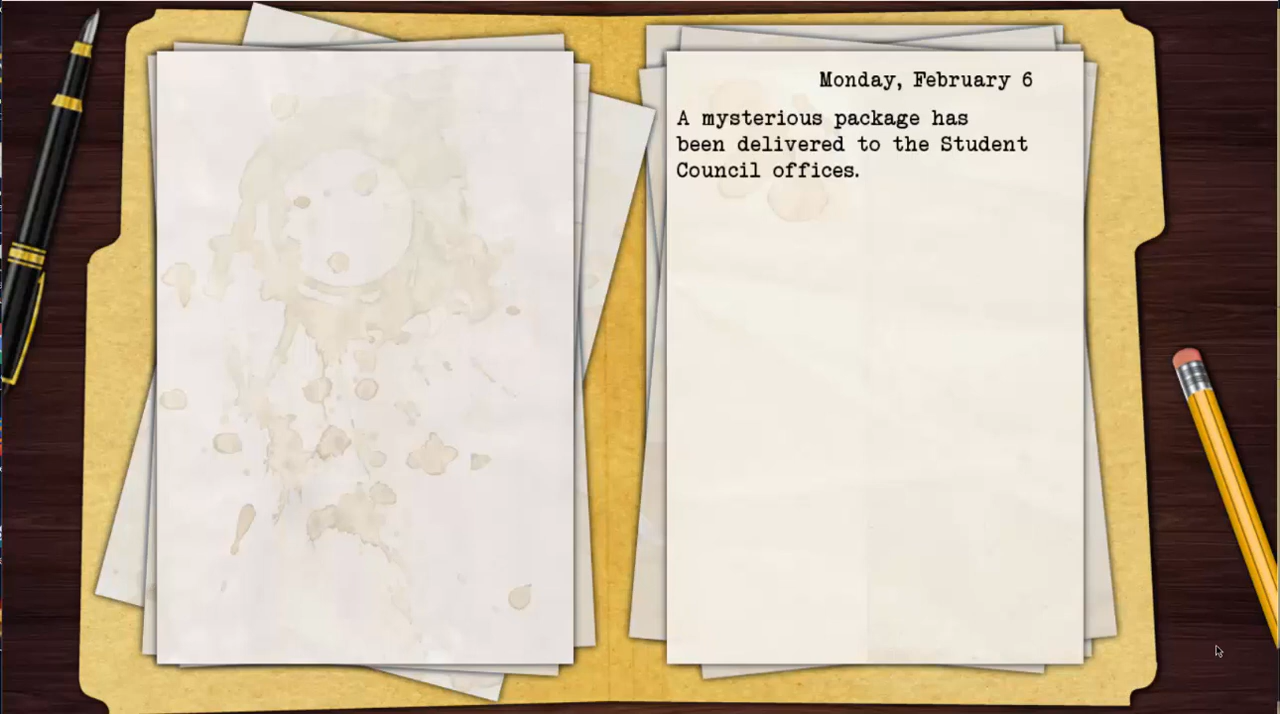 Monday, February 6
A mysterious package has
been delivered to the Student
Council offices.